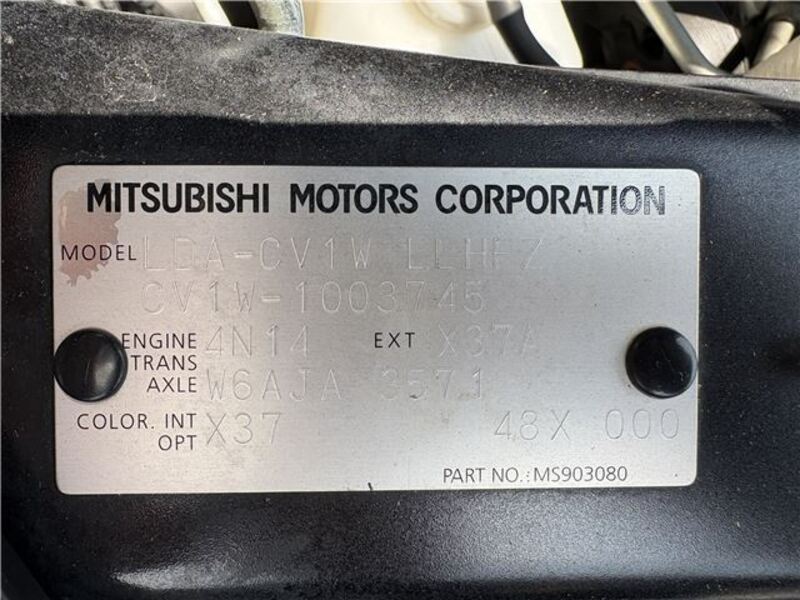 MITSUBISHI MOTORS CORPORATION
MODEL LDA-CV1W LLHFZ
CV1W-1003745
ENGINE 4N14 EXT X37A
TRANS
AXLE W6AJA 3571
COLOR. INT X37 48X 000
OPT
PART NO.:MS903080